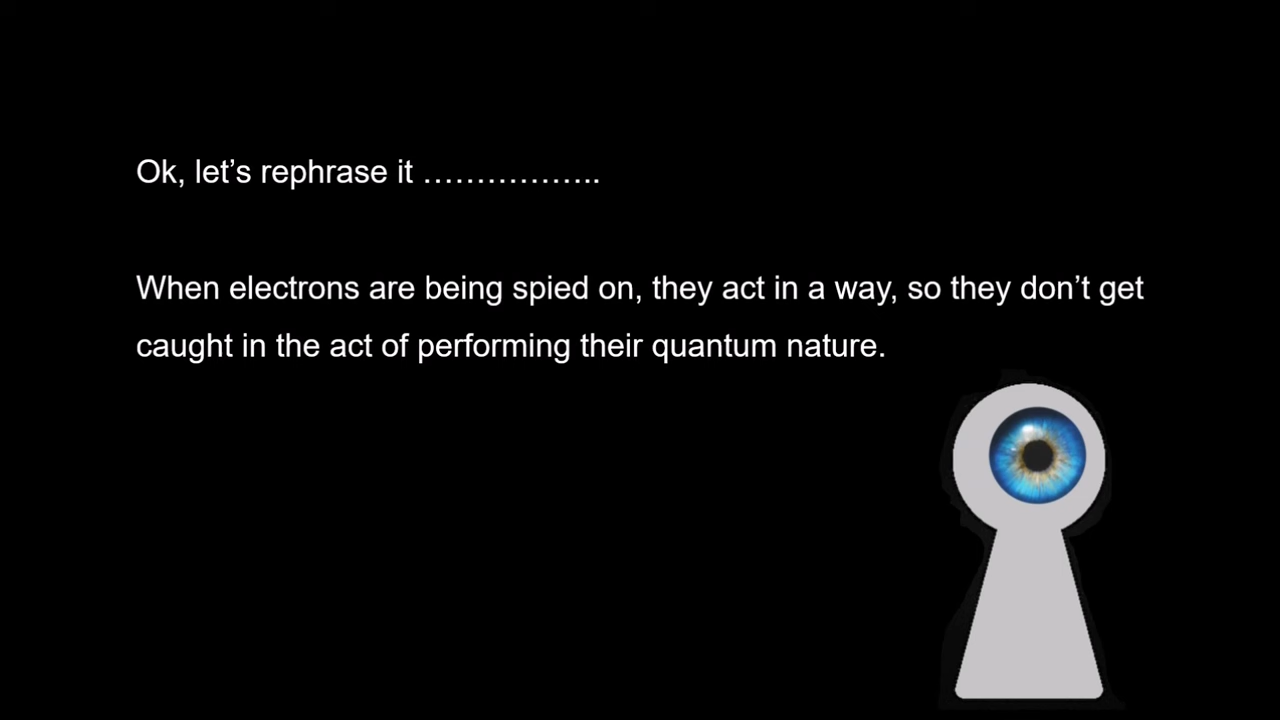 Ok, let’s rephrase it ……………..
When electrons are being spied on, they act in a way, so they don’t get
caught in the act of performing their quantum nature.